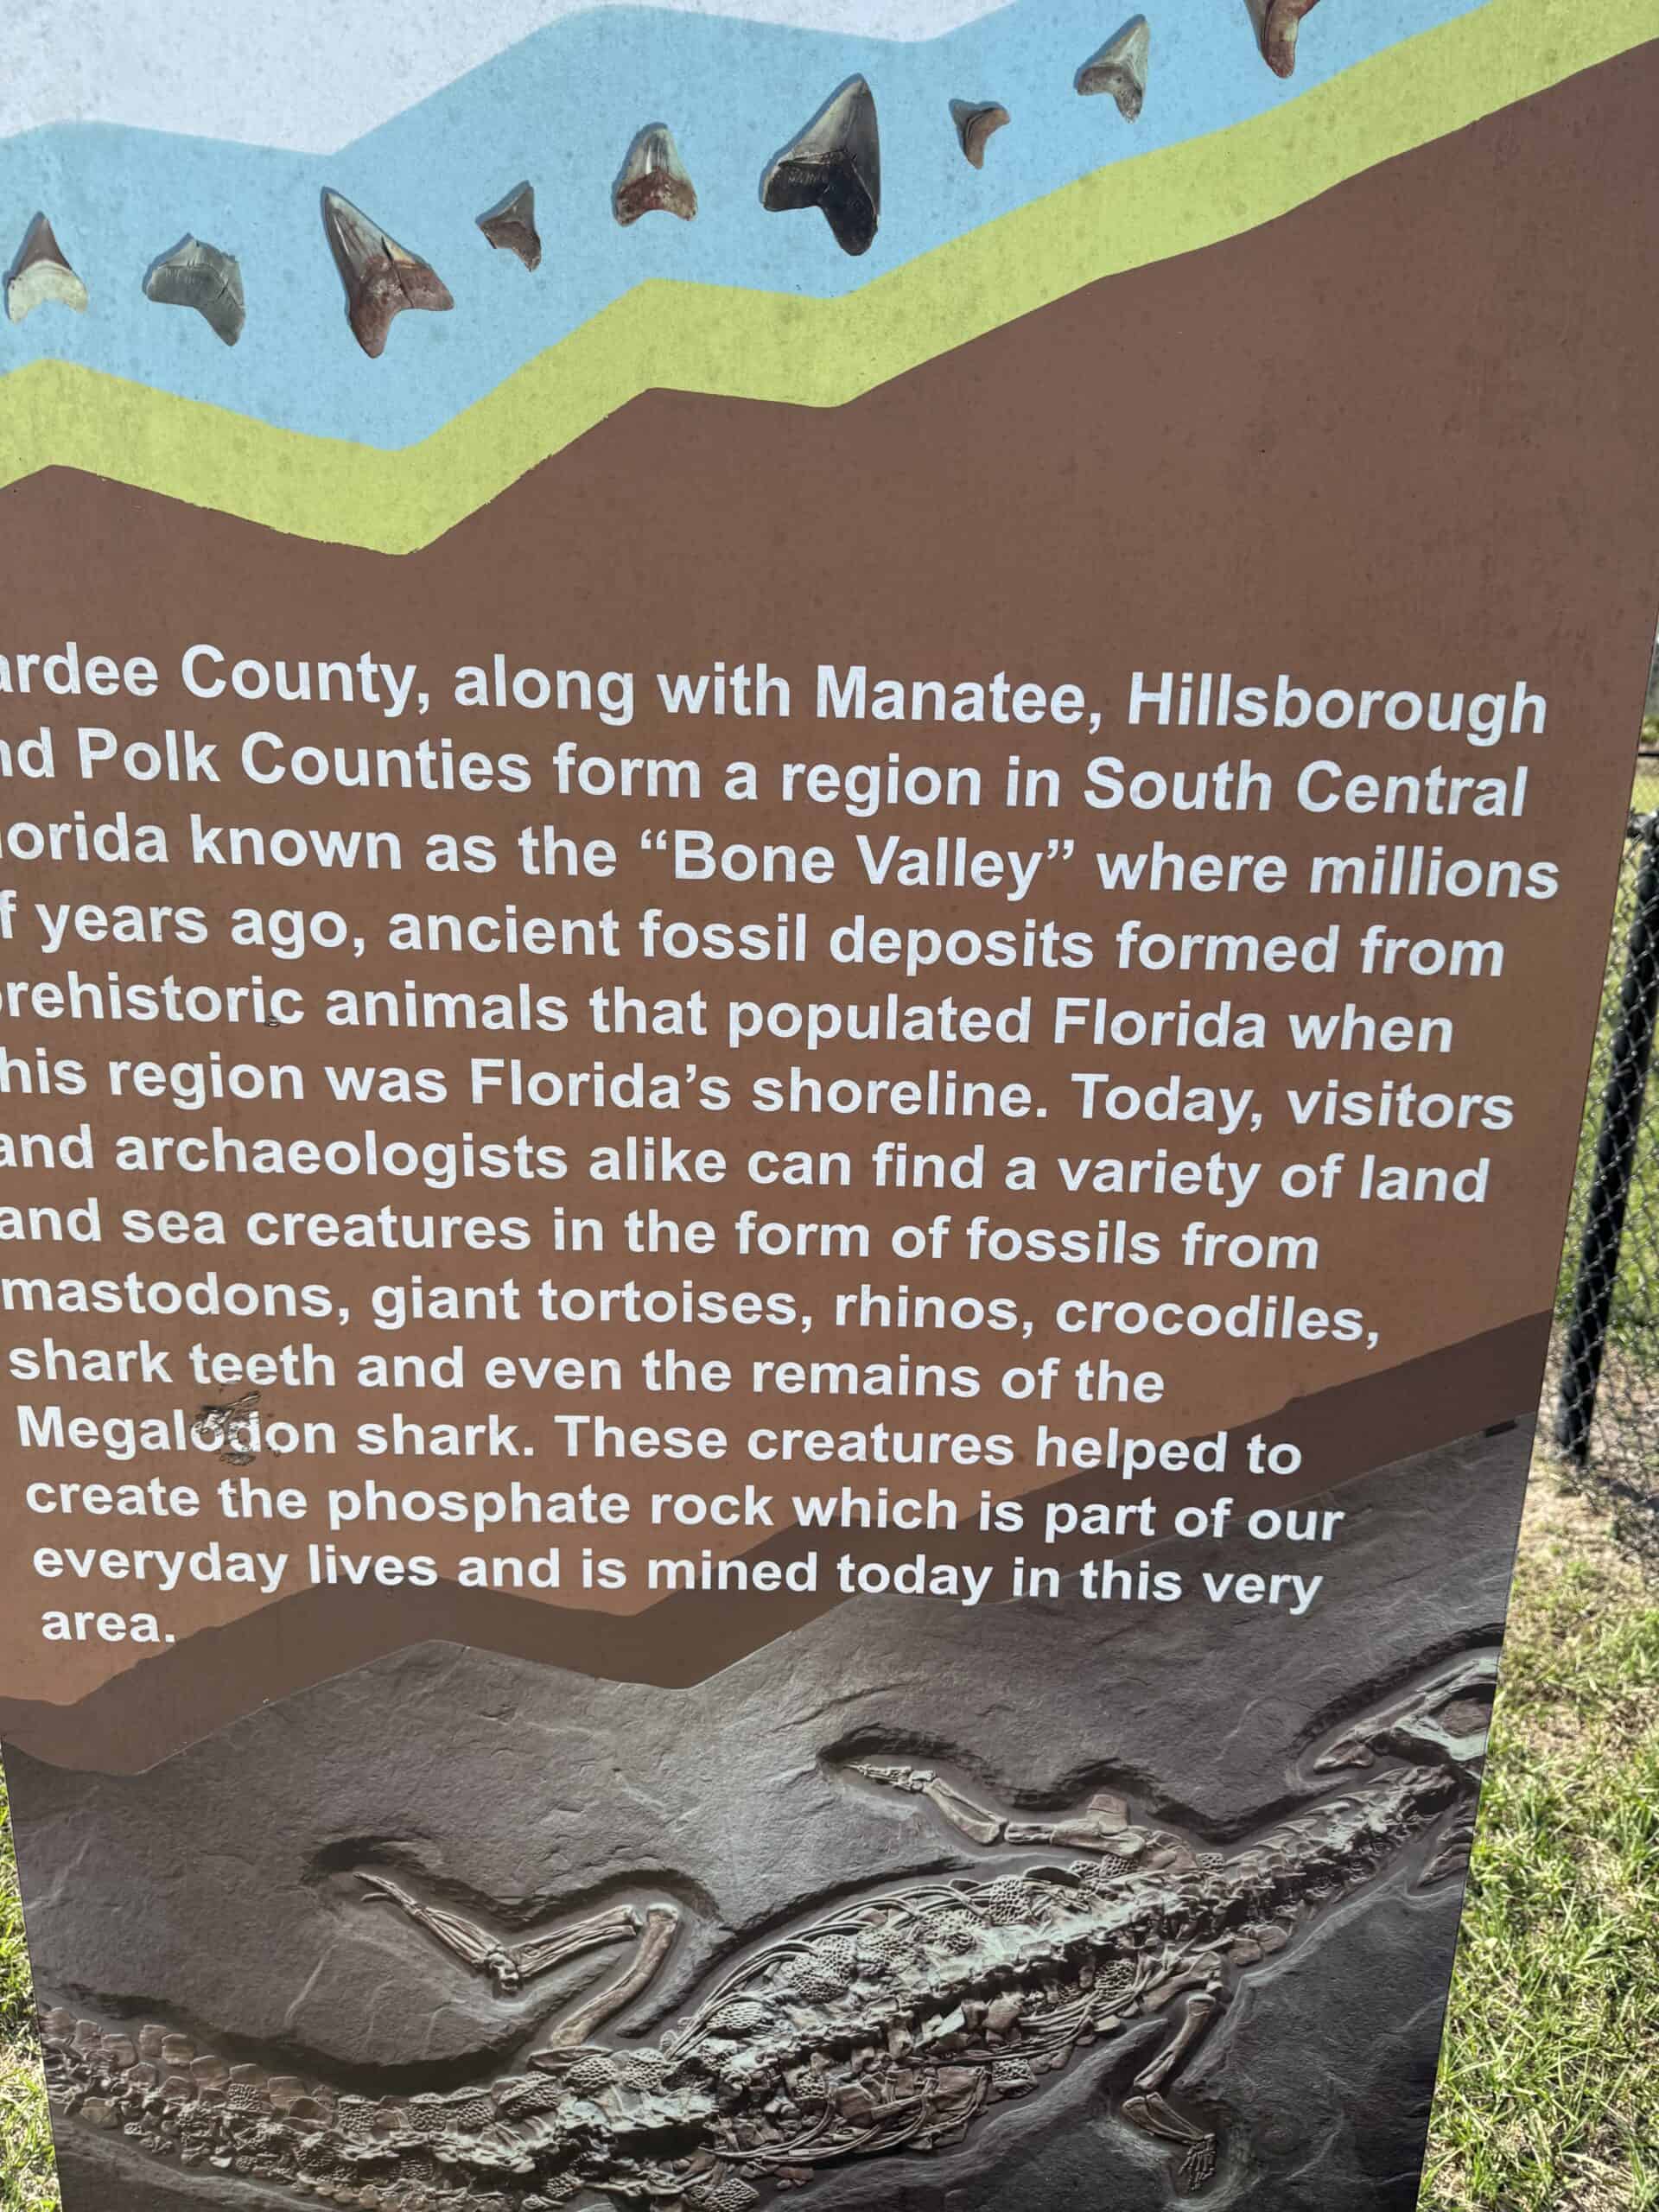 ardee County, along with Manatee, Hillsborough
nd Polk Counties form a region in South Central
lorida known as the “Bone Valley” where millions
f years ago, ancient fossil deposits formed from
rehistoric animals that populated Florida when
his region was Florida’s shoreline. Today, visitors
and archaeologists alike can find a variety of land
and sea creatures in the form of fossils from
mastodons, giant tortoises, rhinos, crocodiles,
shark teeth and even the remains of the
Megalodon shark. These creatures helped to
create the phosphate rock which is part of our
everyday lives and is mined today in this very
area.